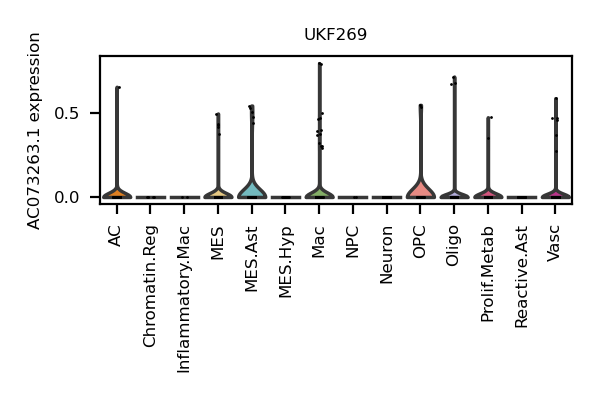 UKF269
AC073263.1 expression
0.5
0.0
AC
Chromatin.Reg
Inflammatory.Mac
MES
MES.Ast
MES.Hyp
Mac
NPC
Neuron
OPC
Oligo
Prolif.Metab
Reactive.Ast
Vasc